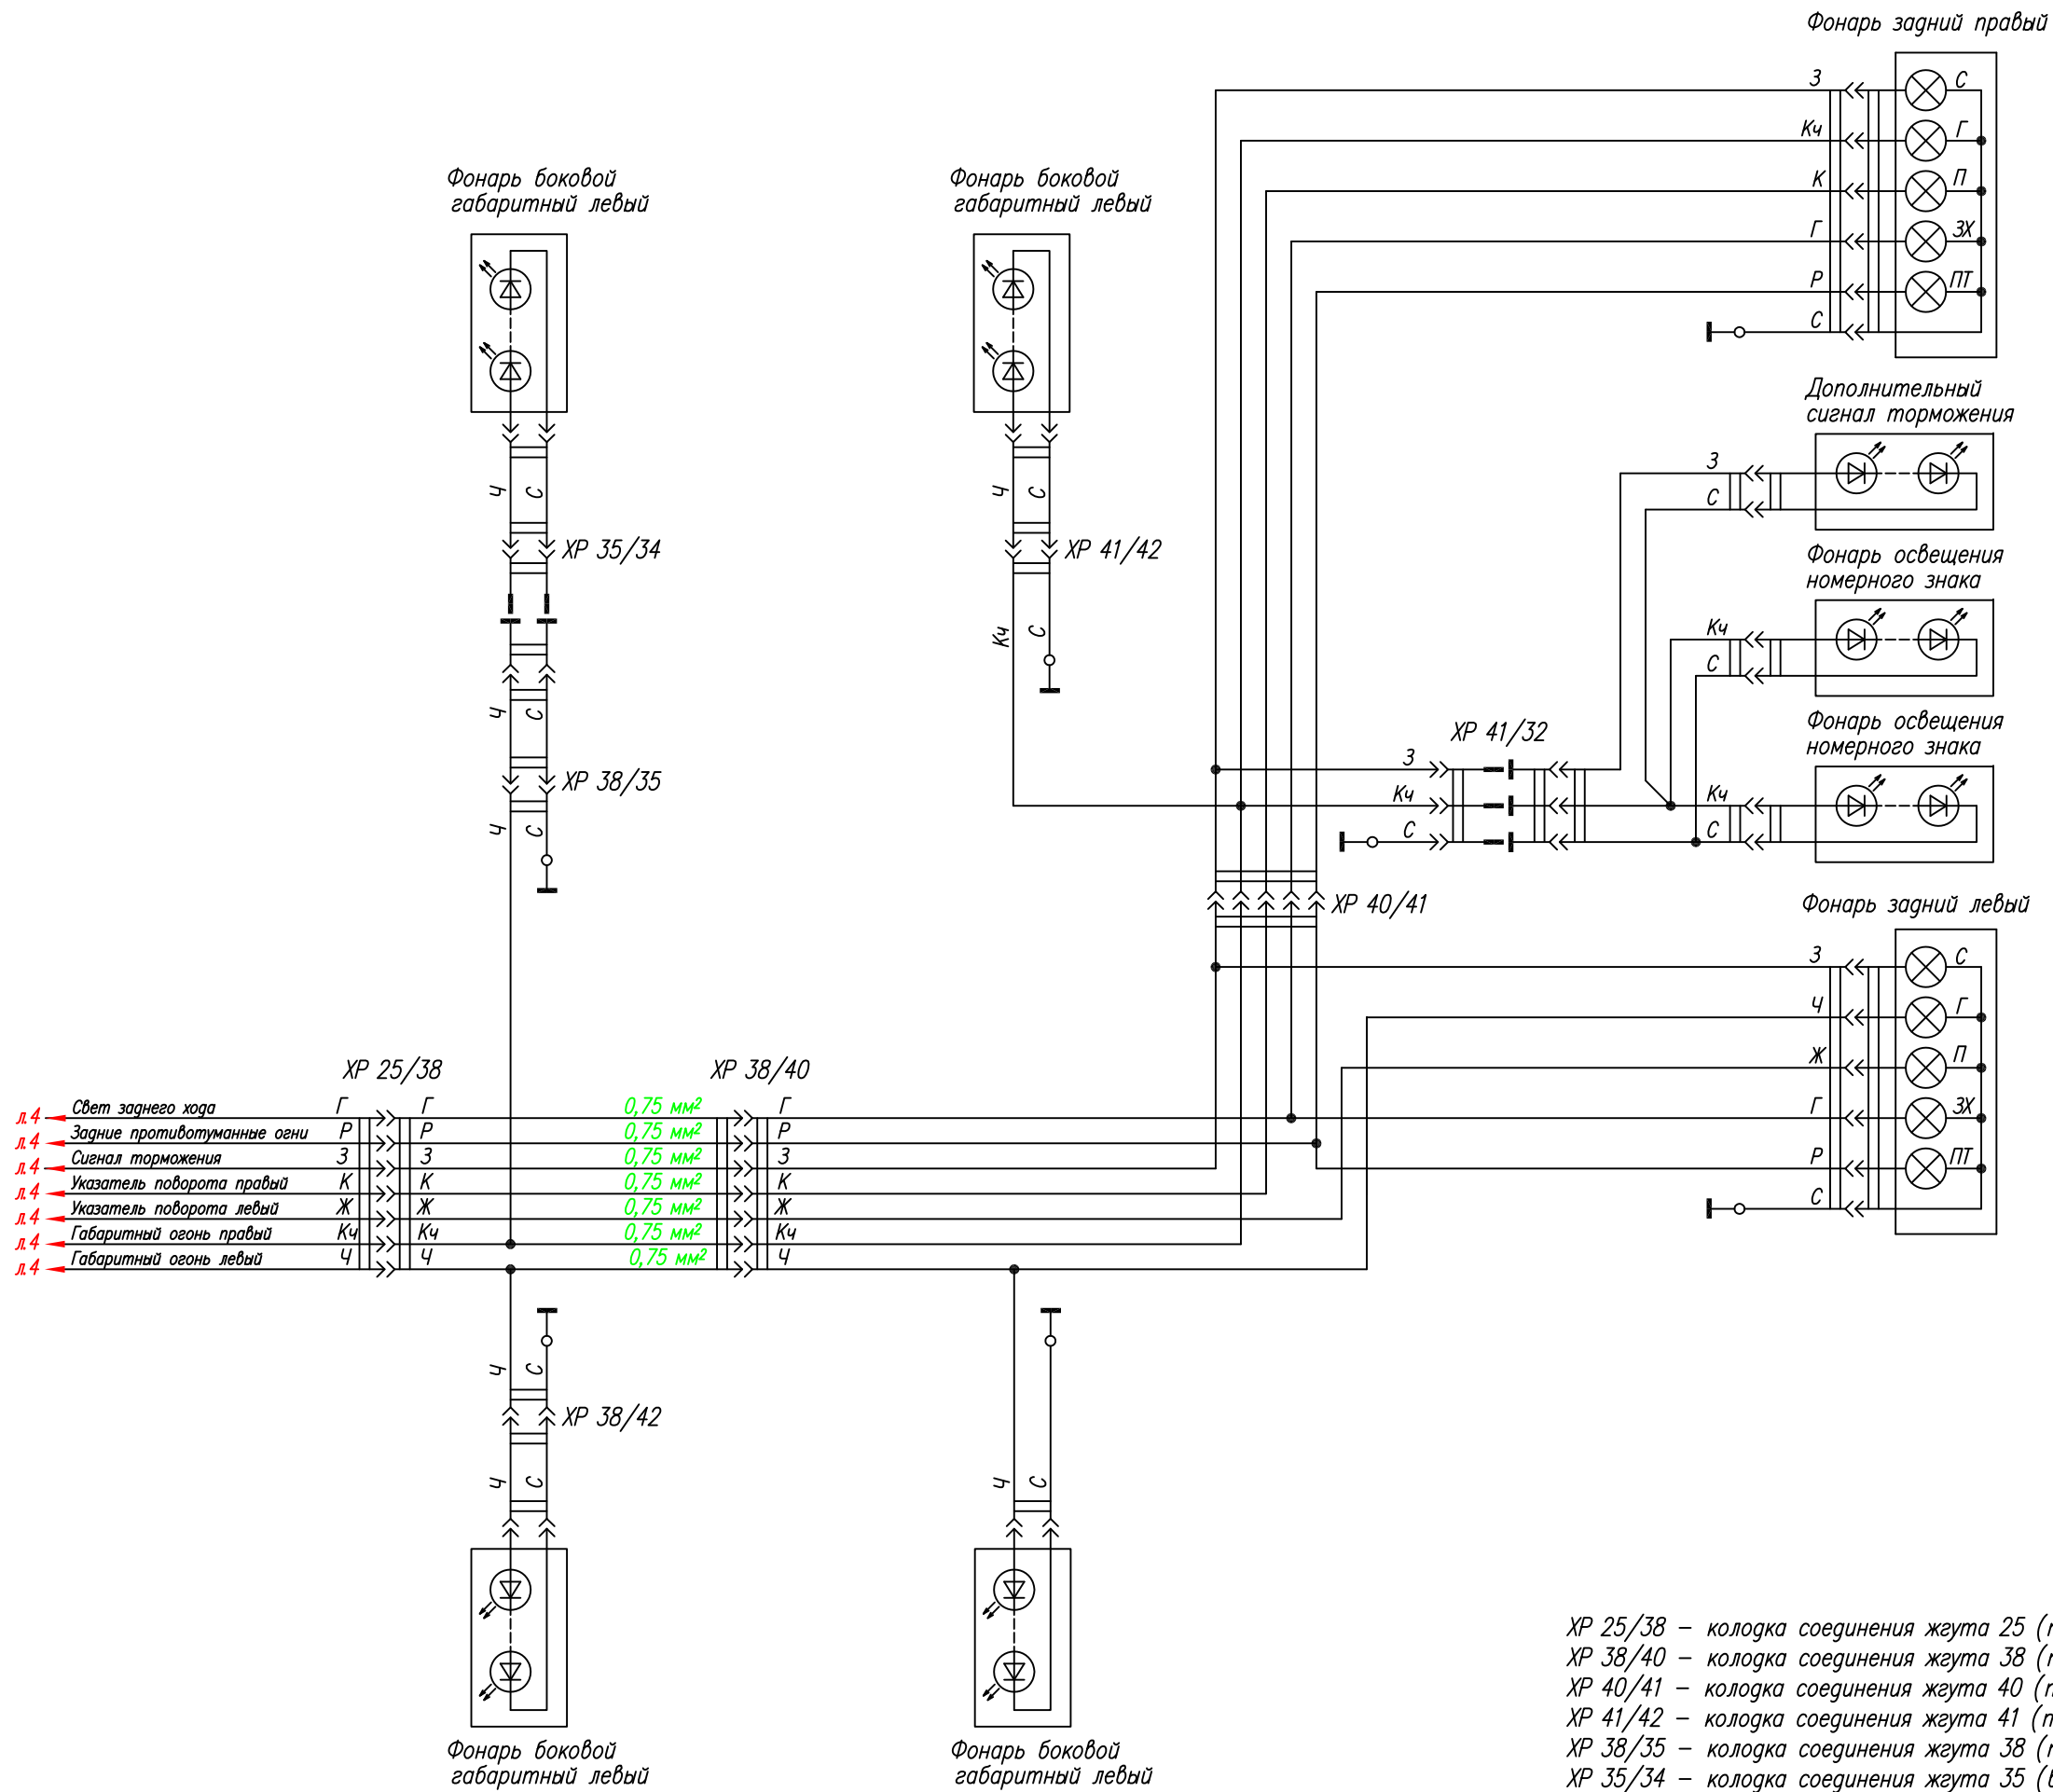 Фонарь задний правый
З
С
Кч
Г
К
П
Г
ЗХ
Р
ПТ
С
Фонарь боковой
габаритный левый
Фонарь боковой
габаритный левый
Дополнительный
сигнал торможения
З
С
Ч
С
Ч
С
ХР 35/34
ХР 41/42
Фонарь освещения
номерного знака
Кч
С
Кч
С
Фонарь освещения
номерного знака
Ч
С
ХР 41/32
З
Кч
С
Кч
С
ХР 38/35
Ч
С
ХР 40/41
Фонарь задний левый
З
С
Ч
Г
Ж
П
Г
ЗХ
Р
ПТ
С
ХР 25/38
ХР 38/40
л.4 Свет заднего хода Г Г 0,75 мм² Г
л.4 Задние противотуманные огни Р Р 0,75 мм² Р
л.4 Сигнал торможения З З 0,75 мм² З
л.4 Указатель поворота правый К К 0,75 мм² К
л.4 Указатель поворота левый Ж Ж 0,75 мм² Ж
л.4 Габаритный огонь правый Кч Кч 0,75 мм² Кч
л.4 Габаритный огонь левый Ч Ч 0,75 мм² Ч
Ч
С
ХР 38/42
Ч
С
Ч
С
Фонарь боковой
габаритный левый
Фонарь боковой
габаритный левый
ХР 25/38 – колодка соединения жгута 25 (
ХР 38/40 – колодка соединения жгута 38 (
ХР 40/41 – колодка соединения жгута 40 (
ХР 41/42 – колодка соединения жгута 41 (
ХР 38/35 – колодка соединения жгута 38 (
ХР 35/34 – колодка соединения жгута 35 (